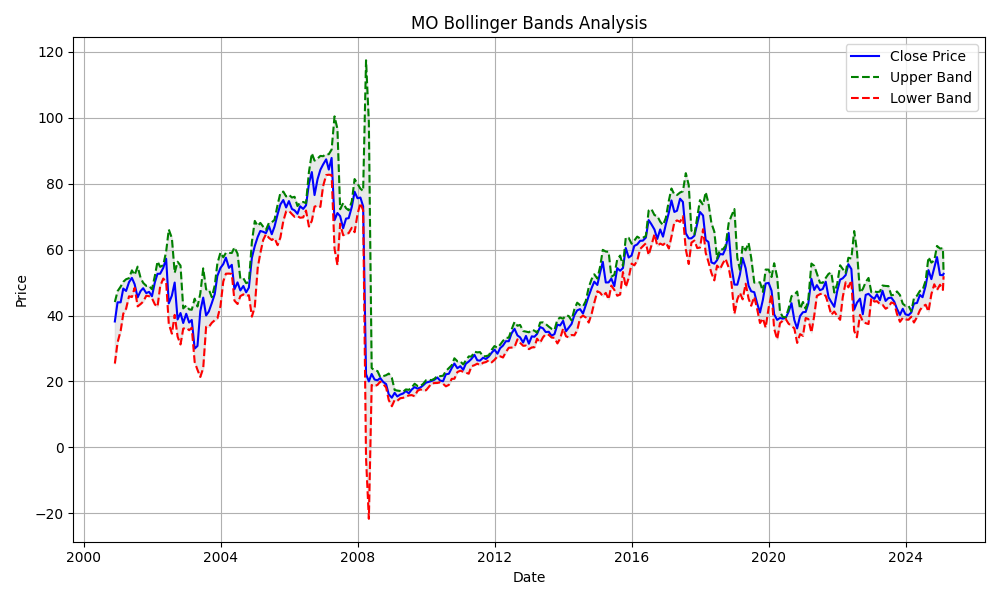 MO Bollinger Bands Analysis
Close Price
Upper Band
Lower Band
120
100
80
60
40
20
0
−20
Price
2000 2004 2008 2012 2016 2020 2024
Date